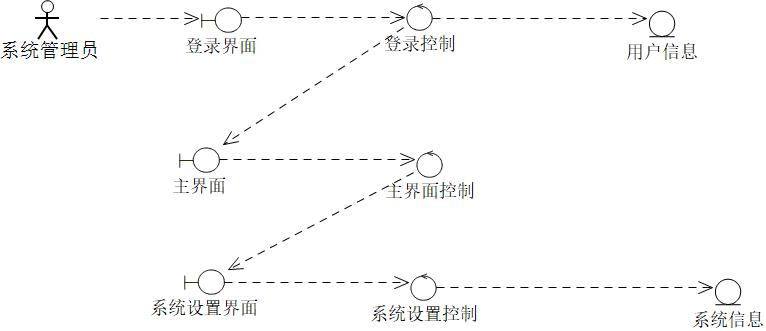 系统管理员
登录界面
登录控制
用户信息
主界面
主界面控制
系统设置界面
系统设置控制
系统信息